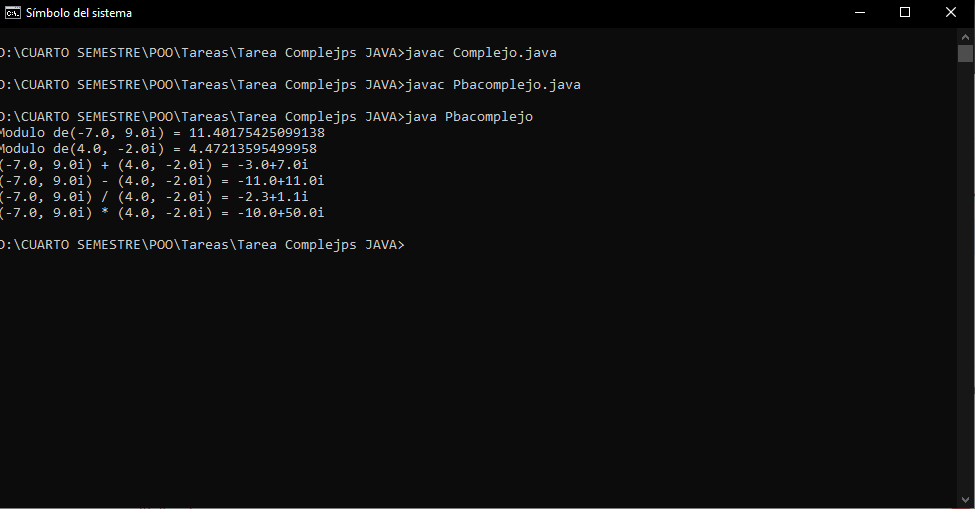 Símbolo del sistema
D:\CUARTO SEMESTRE\POO\Tareas\Tarea Complejps JAVA>javac Complejo.java
D:\CUARTO SEMESTRE\POO\Tareas\Tarea Complejps JAVA>javac Pbacomplejo.java
D:\CUARTO SEMESTRE\POO\Tareas\Tarea Complejps JAVA>java Pbacomplejo
Modulo de(-7.0, 9.0i) = 11.40175425099138
Modulo de(4.0, -2.0i) = 4.47213595499958
(-7.0, 9.0i) + (4.0, -2.0i) = -3.0+7.0i
(-7.0, 9.0i) - (4.0, -2.0i) = -11.0+11.0i
(-7.0, 9.0i) / (4.0, -2.0i) = -2.3+1.1i
(-7.0, 9.0i) * (4.0, -2.0i) = -10.0+50.0i
D:\CUARTO SEMESTRE\POO\Tareas\Tarea Complejps JAVA>